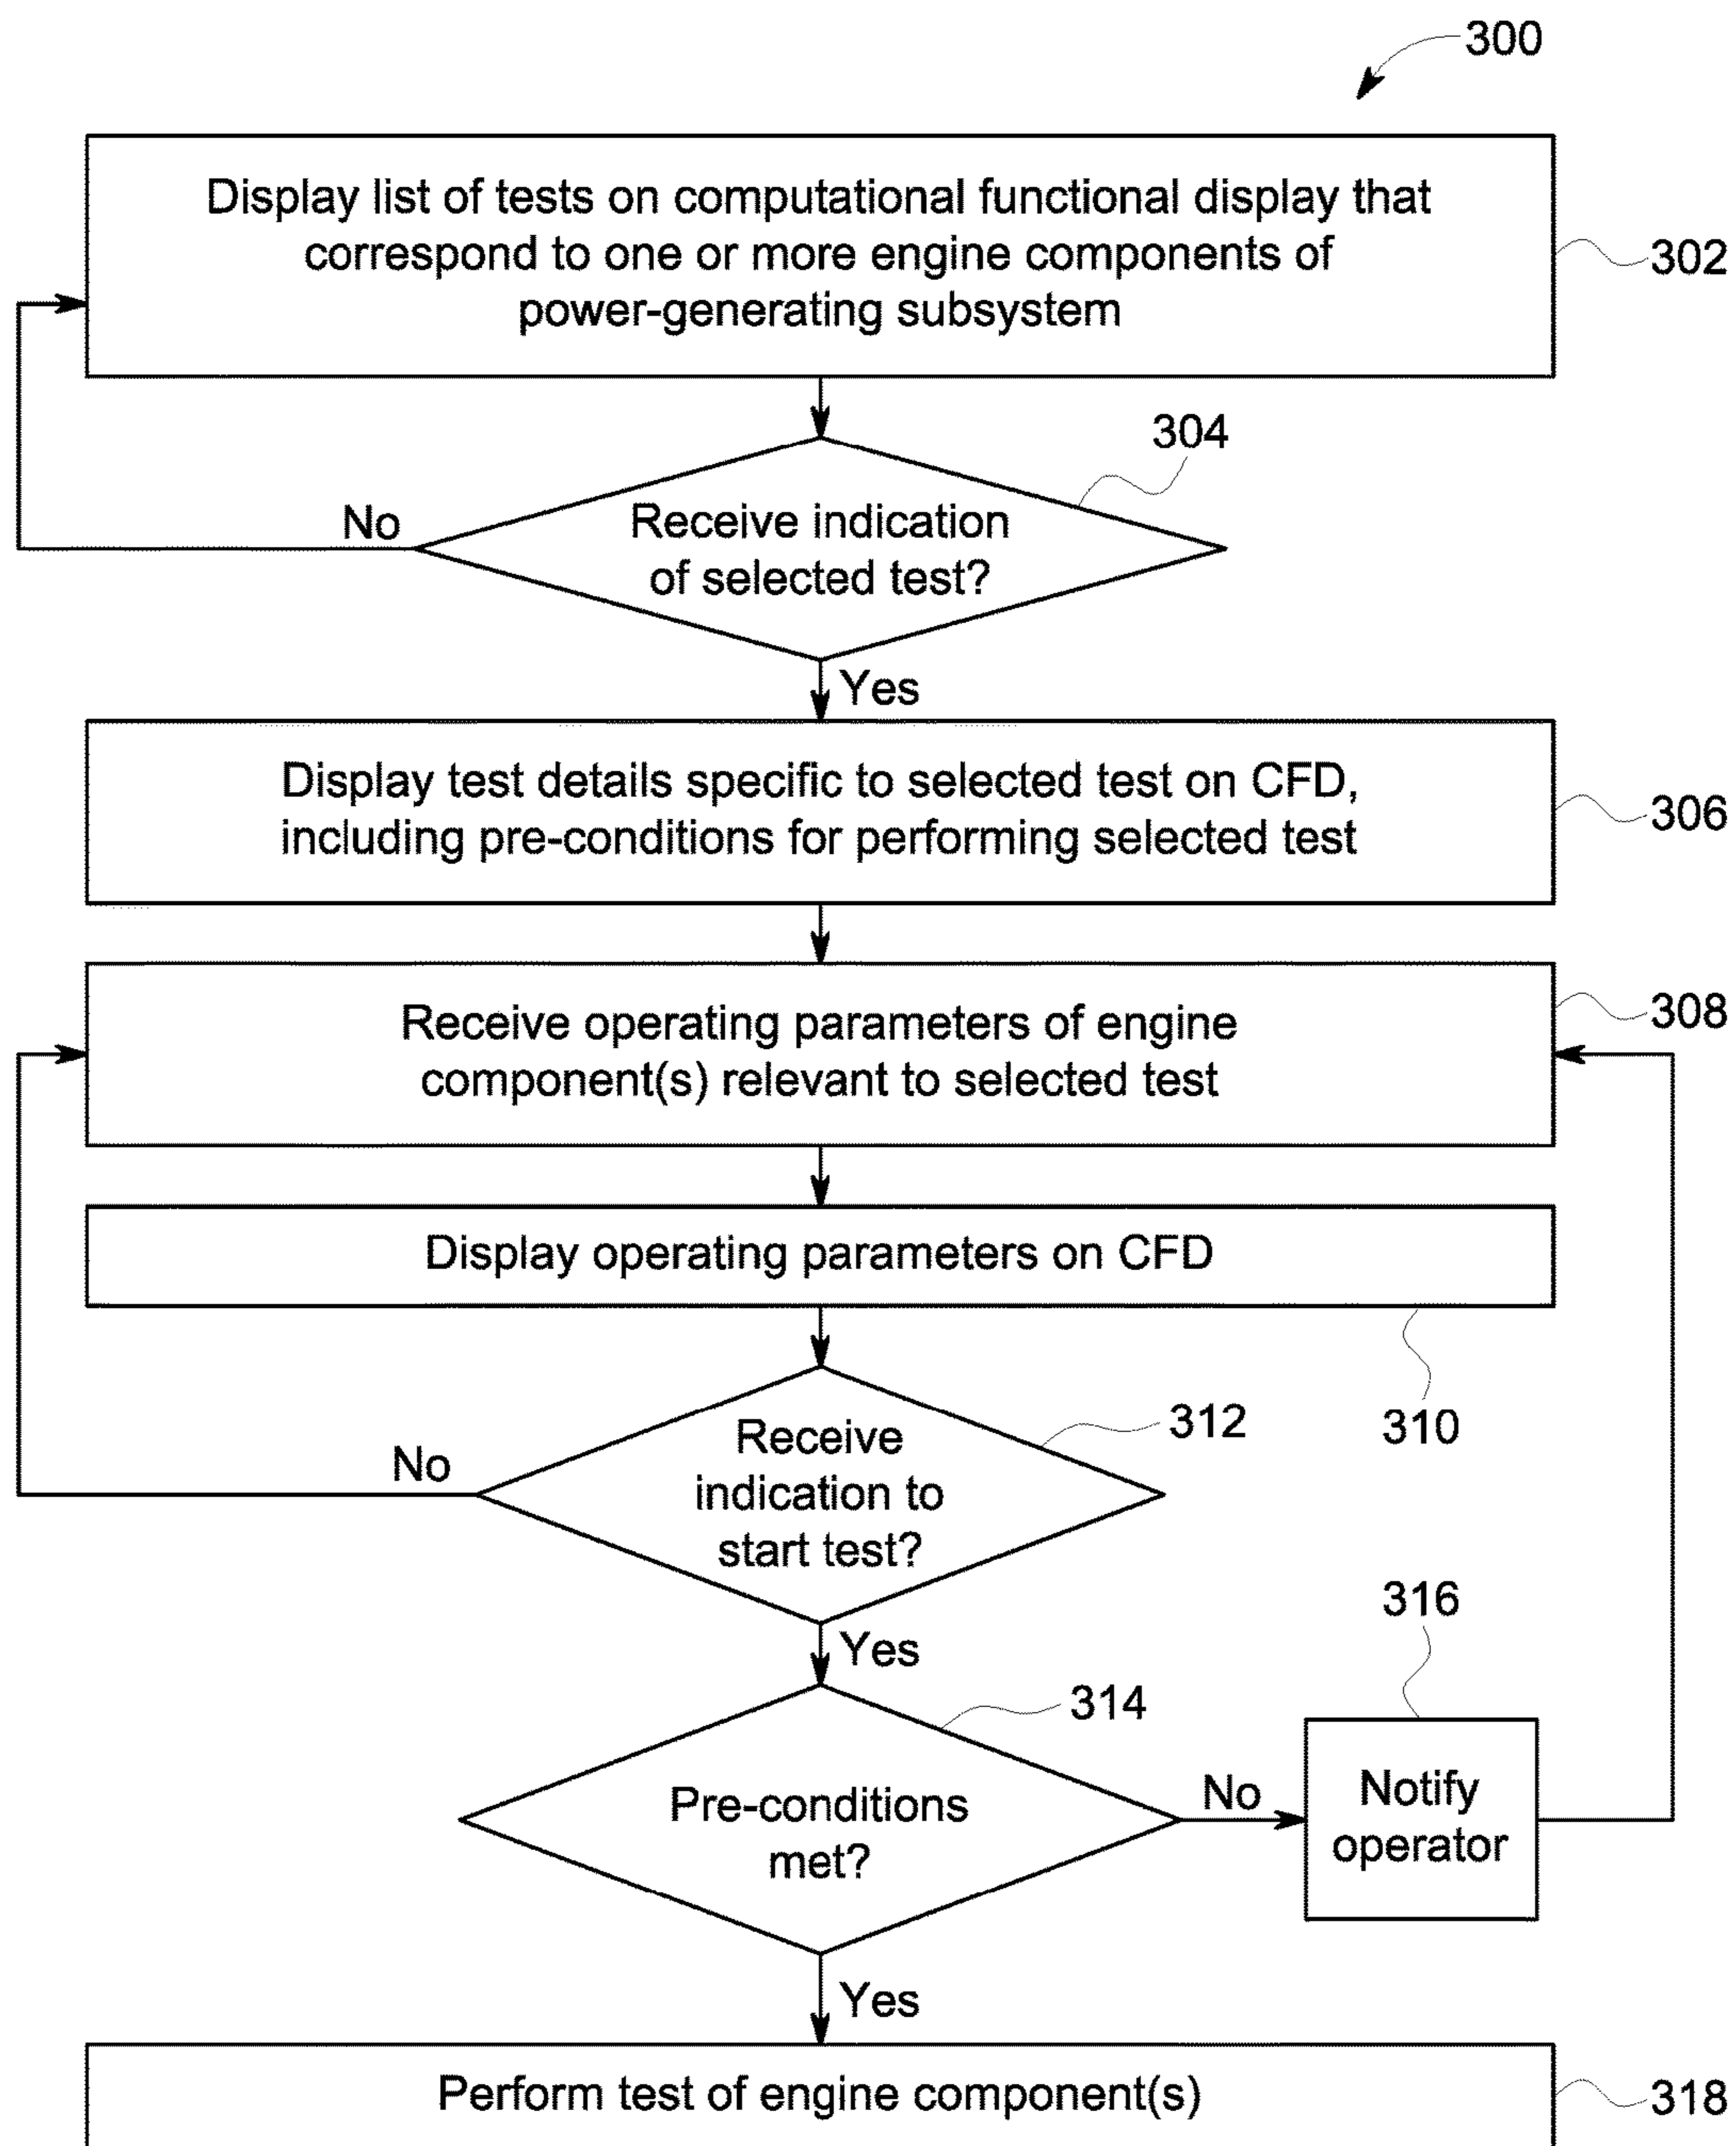 300
Display list of tests on computational functional display that
correspond to one or more engine components of
power-generating subsystem
302
304
Receive indication
of selected test?
No
Yes
Display test details specific to selected test on CFD,
including pre-conditions for performing selected test
306
Receive operating parameters of engine
component(s) relevant to selected test
308
Display operating parameters on CFD
310
312
Receive
indication to
start test?
No
Yes
314
Pre-conditions
met?
No
316
Notify
operator
Yes
Perform test of engine component(s)
318